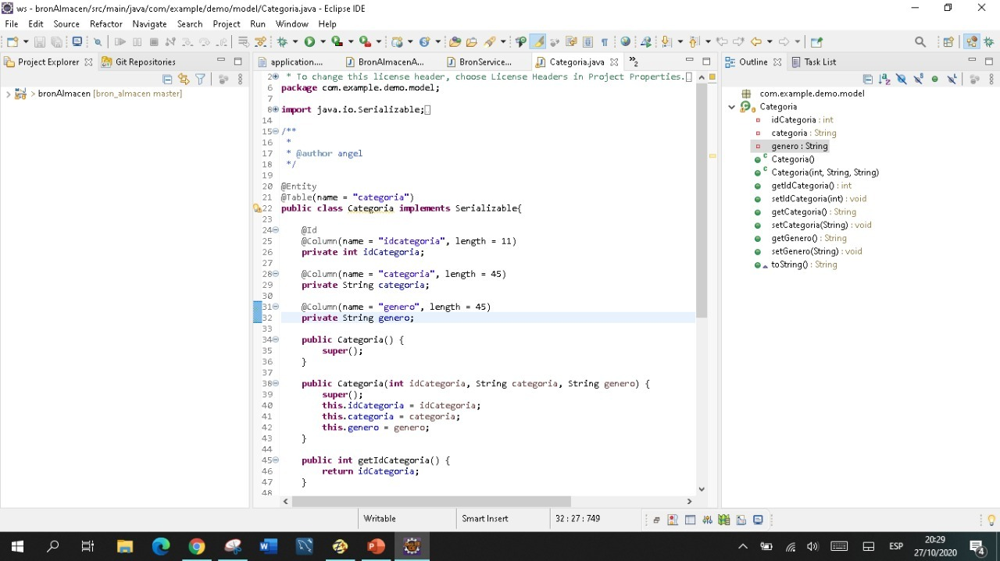 ws - bronAlmacen/src/main/java/com/example/demo/model/Categoria.java - Eclipse IDE
File Edit Source Refactor Navigate Search Project Run Window Help
Project Explorer Git Repositories
application.... BronAlmacenA... BronService... Categoria.java »2
Outline Task List
> bronAlmacen [bron_almacen master]
2 * To change this license header, choose License Headers in Project Properties.
6 package com.example.demo.model;
7
8 import java.io.Serializable;
14
15 /**
16 *
17 * @author angel
18 */
19
20 @Entity
21 @Table(name = "categoria")
22 public class Categoria implements Serializable{
23
24 @Id
25 @Column(name = "idcategoria", length = 11)
26 private int idCategoria;
27
28 @Column(name = "categoria", length = 45)
29 private String categoria;
30
31 @Column(name = "genero", length = 45)
32 private String genero;
33
34 public Categoria() {
35 super();
36 }
37
38 public Categoria(int idCategoria, String categoria, String genero) {
39 super();
40 this.idCategoria = idCategoria;
41 this.categoria = categoria;
42 this.genero = genero;
43 }
44
45 public int getIdCategoria() {
46 return idCategoria;
47 }
48
com.example.demo.model
Categoria
idCategoria : int
categoria : String
genero : String
Categoria()
Categoria(int, String, String)
getIdCategoria() : int
setIdCategoria(int) : void
getCategoria() : String
setCategoria(String) : void
getGenero() : String
setGenero(String) : void
toString() : String
Writable Smart Insert 32 : 27 : 749
ESP
20:29
27/10/2020
4